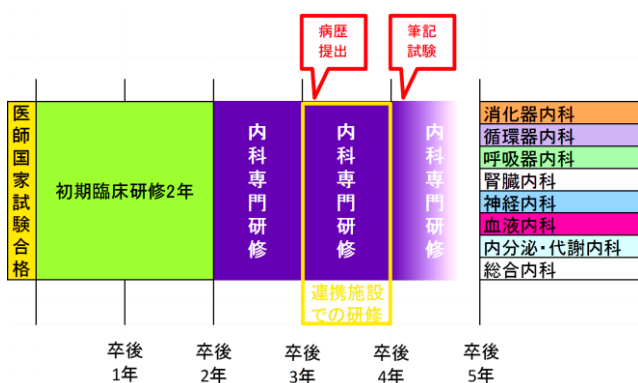 病歴
提出
筆記
試験
医師国家試験合格
初期臨床研修2年
内科専門研修
内科専門研修
内科専門研修
連携施設
での研修
消化器内科
循環器内科
呼吸器内科
腎臓内科
神経内科
血液内科
内分泌・代謝内科
総合内科
卒後
1年
卒後
2年
卒後
3年
卒後
4年
卒後
5年